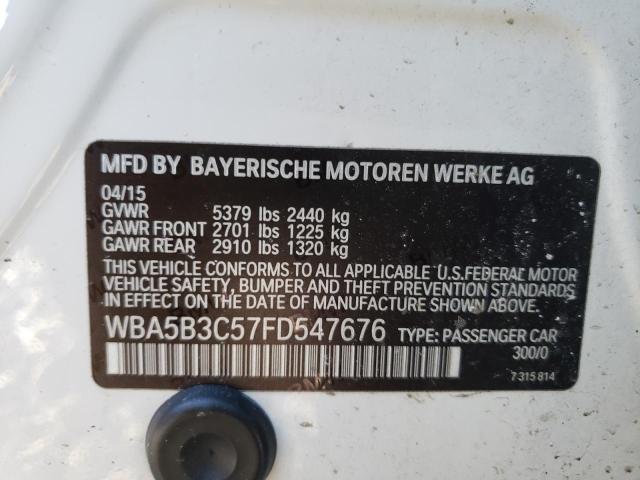 MFD BY BAYERISCHE MOTOREN WERKE AG
04/15
GVWR 5379 lbs 2440 kg
GAWR FRONT 2701 lbs 1225 kg
GAWR REAR 2910 lbs 1320 kg
THIS VEHICLE CONFORMS TO ALL APPLICABLE U.S.FEDERAL MOTOR
VEHICLE SAFETY, BUMPER AND THEFT PREVENTION STANDARDS
IN EFFECT ON THE DATE OF MANUFACTURE SHOWN ABOVE.
WBA5B3C57FD547676 TYPE: PASSENGER CAR
300/0
7 315 814